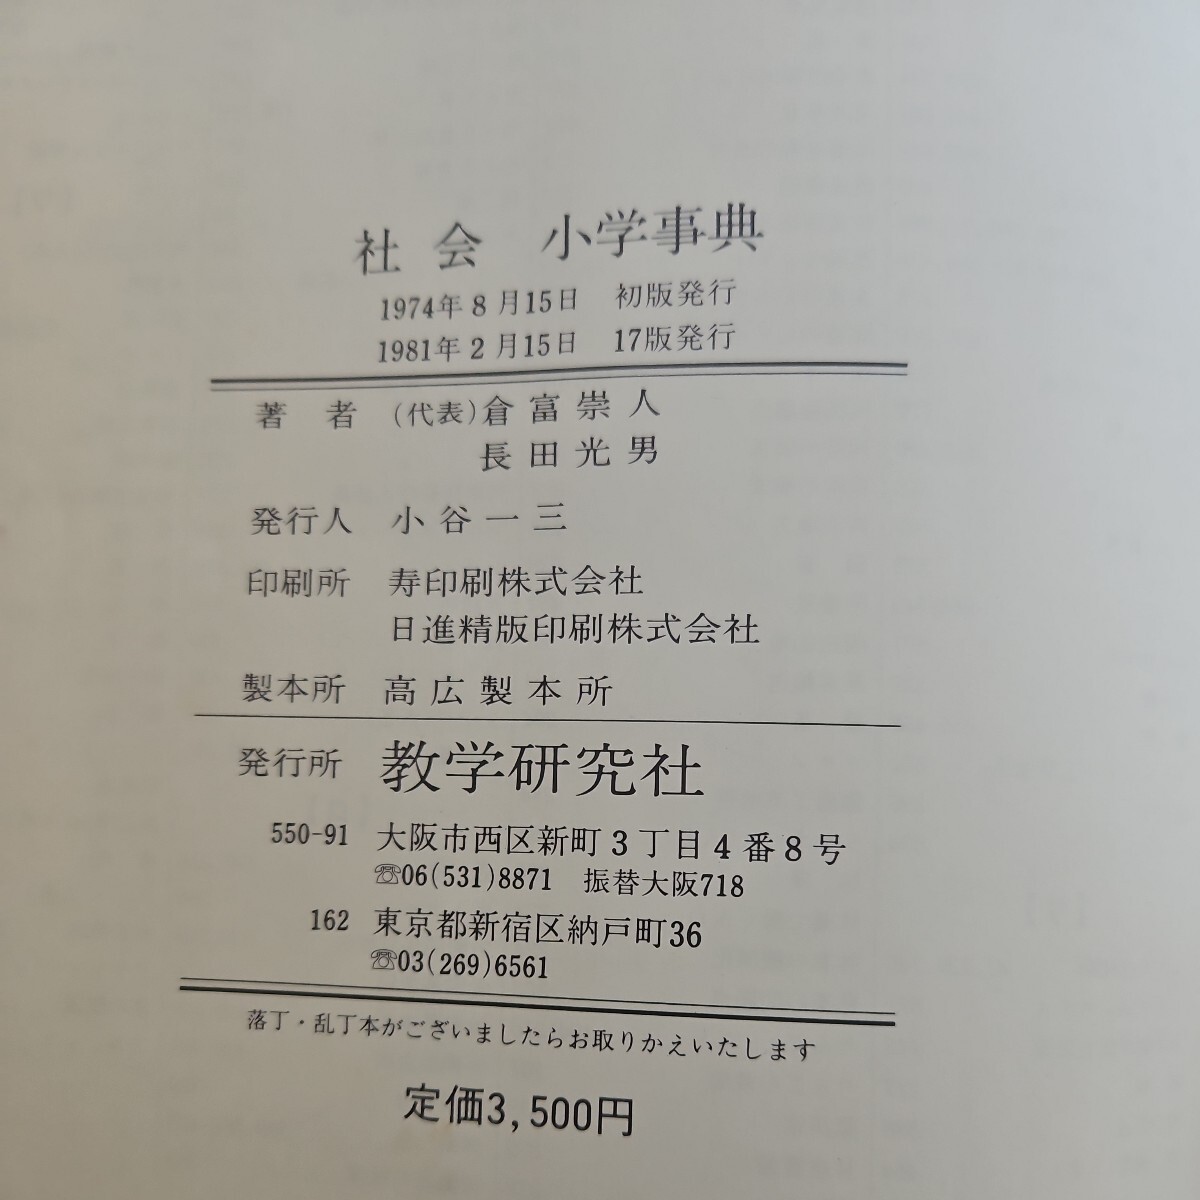 社会 小学事典
1974年8月15日 初版発行
1981年2月15日 17版発行
著者 (代表)倉富崇人
長田光男
発行人 小谷一三
印刷所 寿印刷株式会社
日進精版印刷株式会社
製本所 高広製本所
発行所 教学研究社
550-91 大阪市西区新町3丁目4番8号
☏06(531)8871 振替大阪718
162 東京都新宿区納戸町36
☏03(269)6561
落丁・乱丁本がございましたらお取りかえいたします
定価3,500円